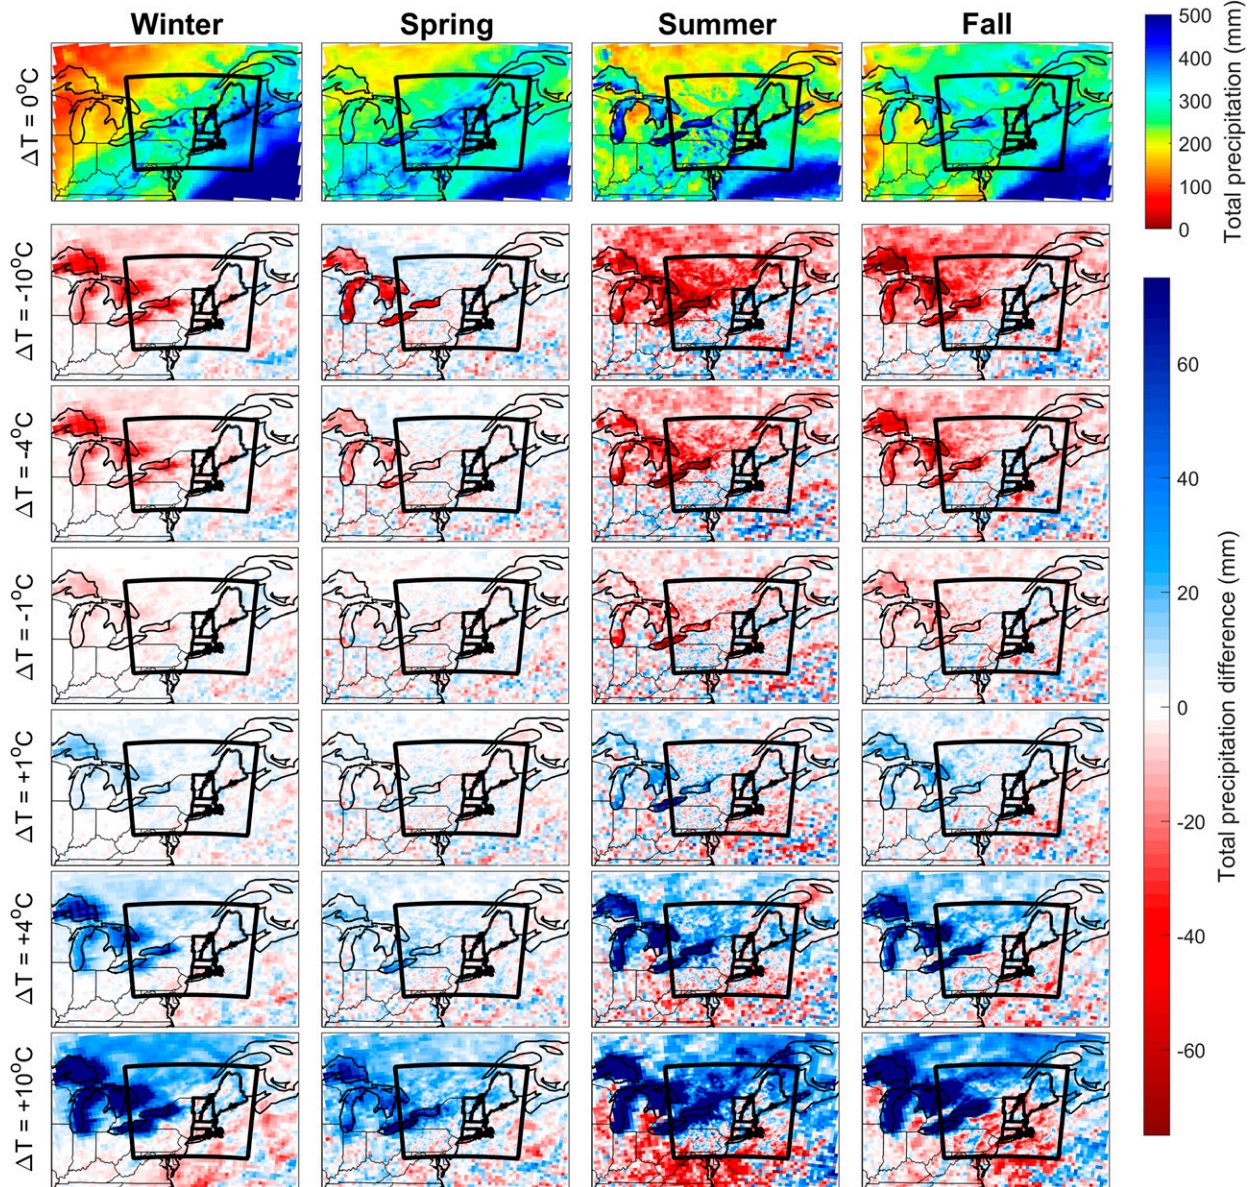 Winter Spring Summer Fall
ΔT = 0°C
ΔT = -10°C
ΔT = -4°C
ΔT = -1°C
ΔT = +1°C
ΔT = +4°C
ΔT = +10°C
500
400
300
200
100
0
Total precipitation (mm)
60
40
20
0
-20
-40
-60
Total precipitation difference (mm)